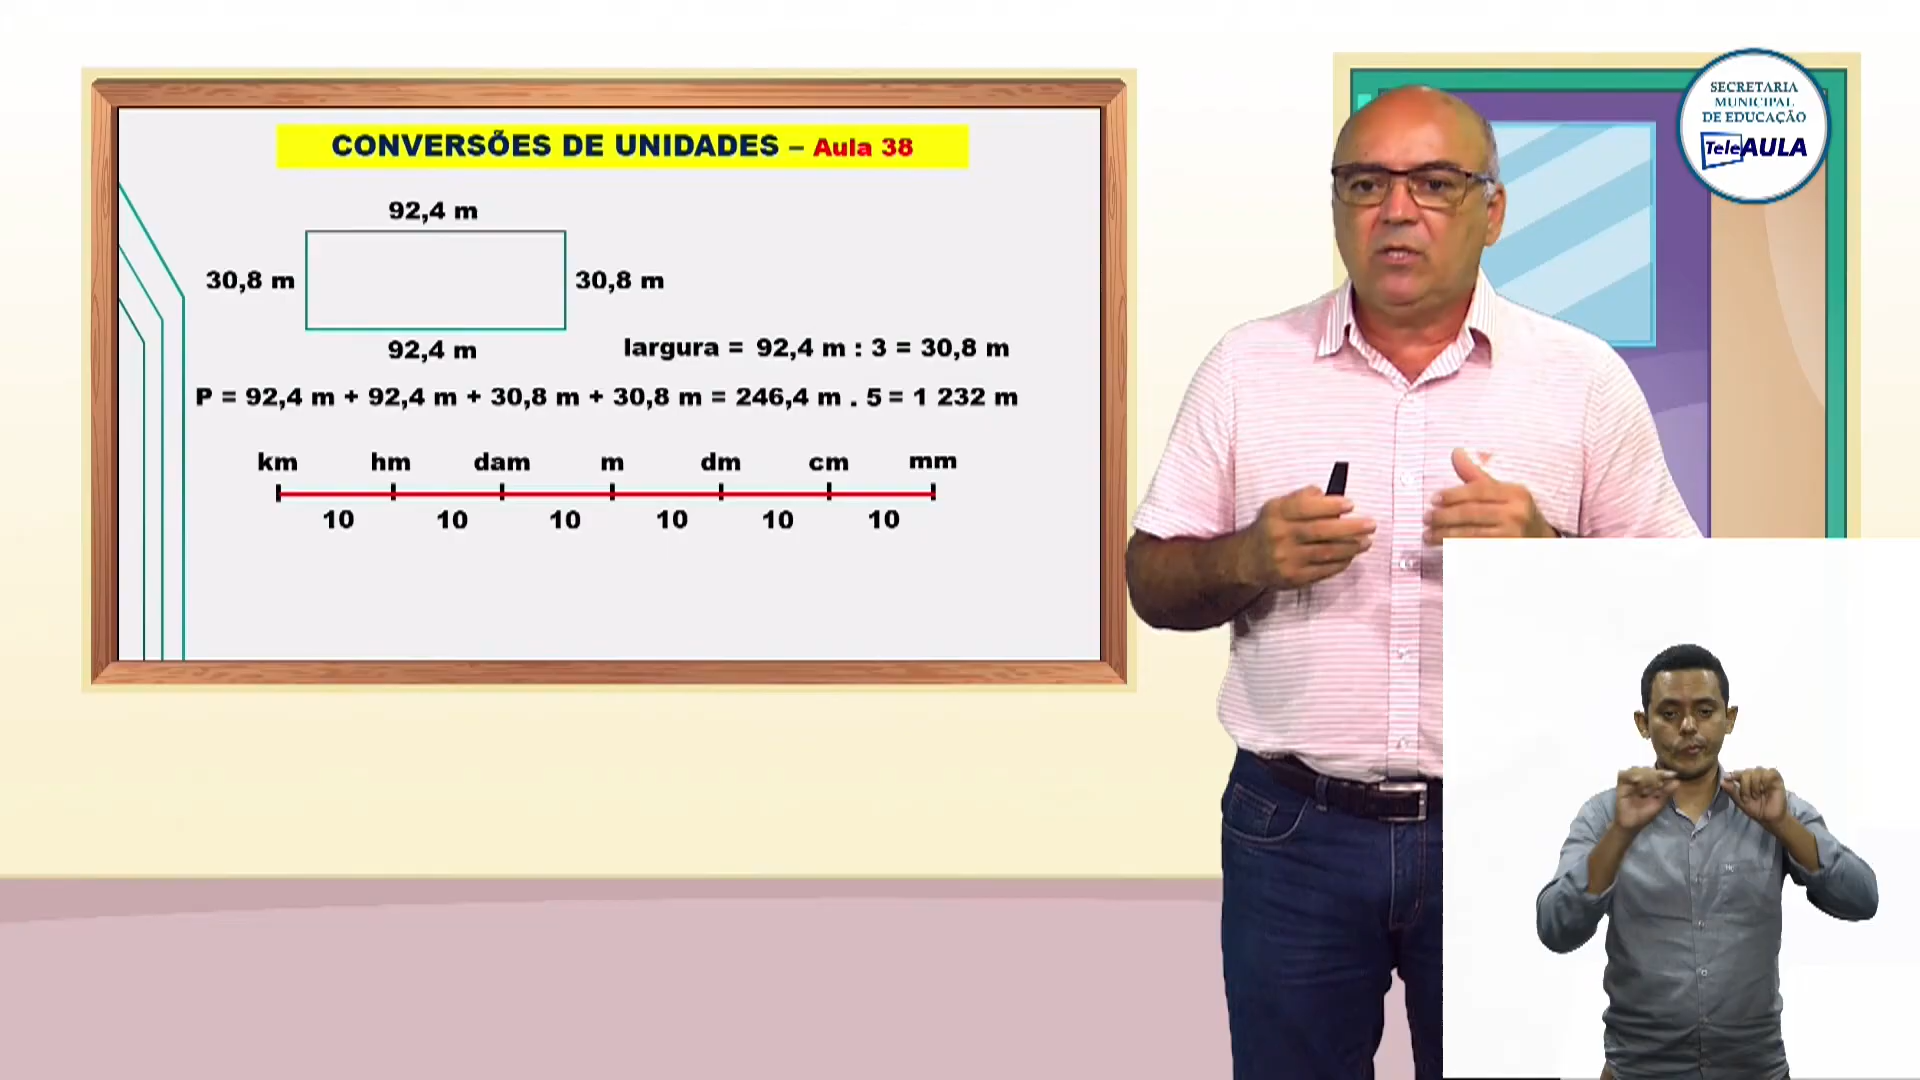 CONVERSÕES DE UNIDADES – Aula 38
92,4 m
30,8 m
30,8 m
92,4 m
largura = 92,4 m : 3 = 30,8 m
P = 92,4 m + 92,4 m + 30,8 m + 30,8 m = 246,4 m . 5 = 1 232 m
km hm dam m dm cm mm
10 10 10 10 10 10
SECRETARIA
MUNICIPAL
DE EDUCAÇÃO
TeleAULA